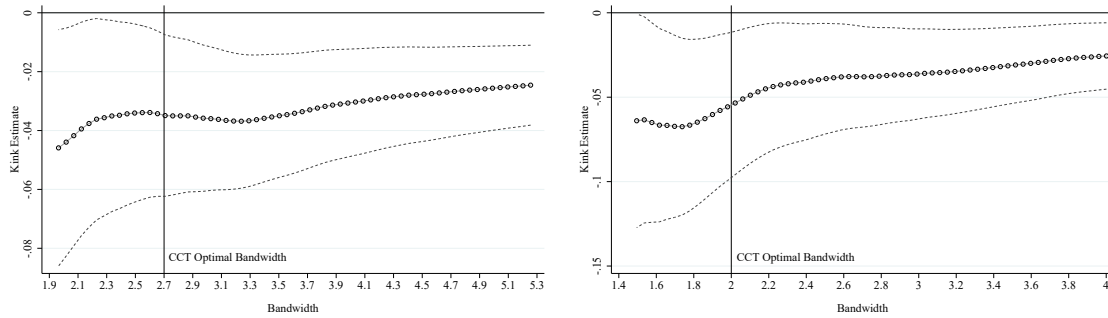 0
-.02
-.04
-.06
-.08
Kink Estimate
CCT Optimal Bandwidth
1.9 2.1 2.3 2.5 2.7 2.9 3.1 3.3 3.5 3.7 3.9 4.1 4.3 4.5 4.7 4.9 5.1 5.3
Bandwidth
0
-.05
-.1
-.15
Kink Estimate
CCT Optimal Bandwidth
1.4 1.6 1.8 2 2.2 2.4 2.6 2.8 3 3.2 3.4 3.6 3.8 4
Bandwidth